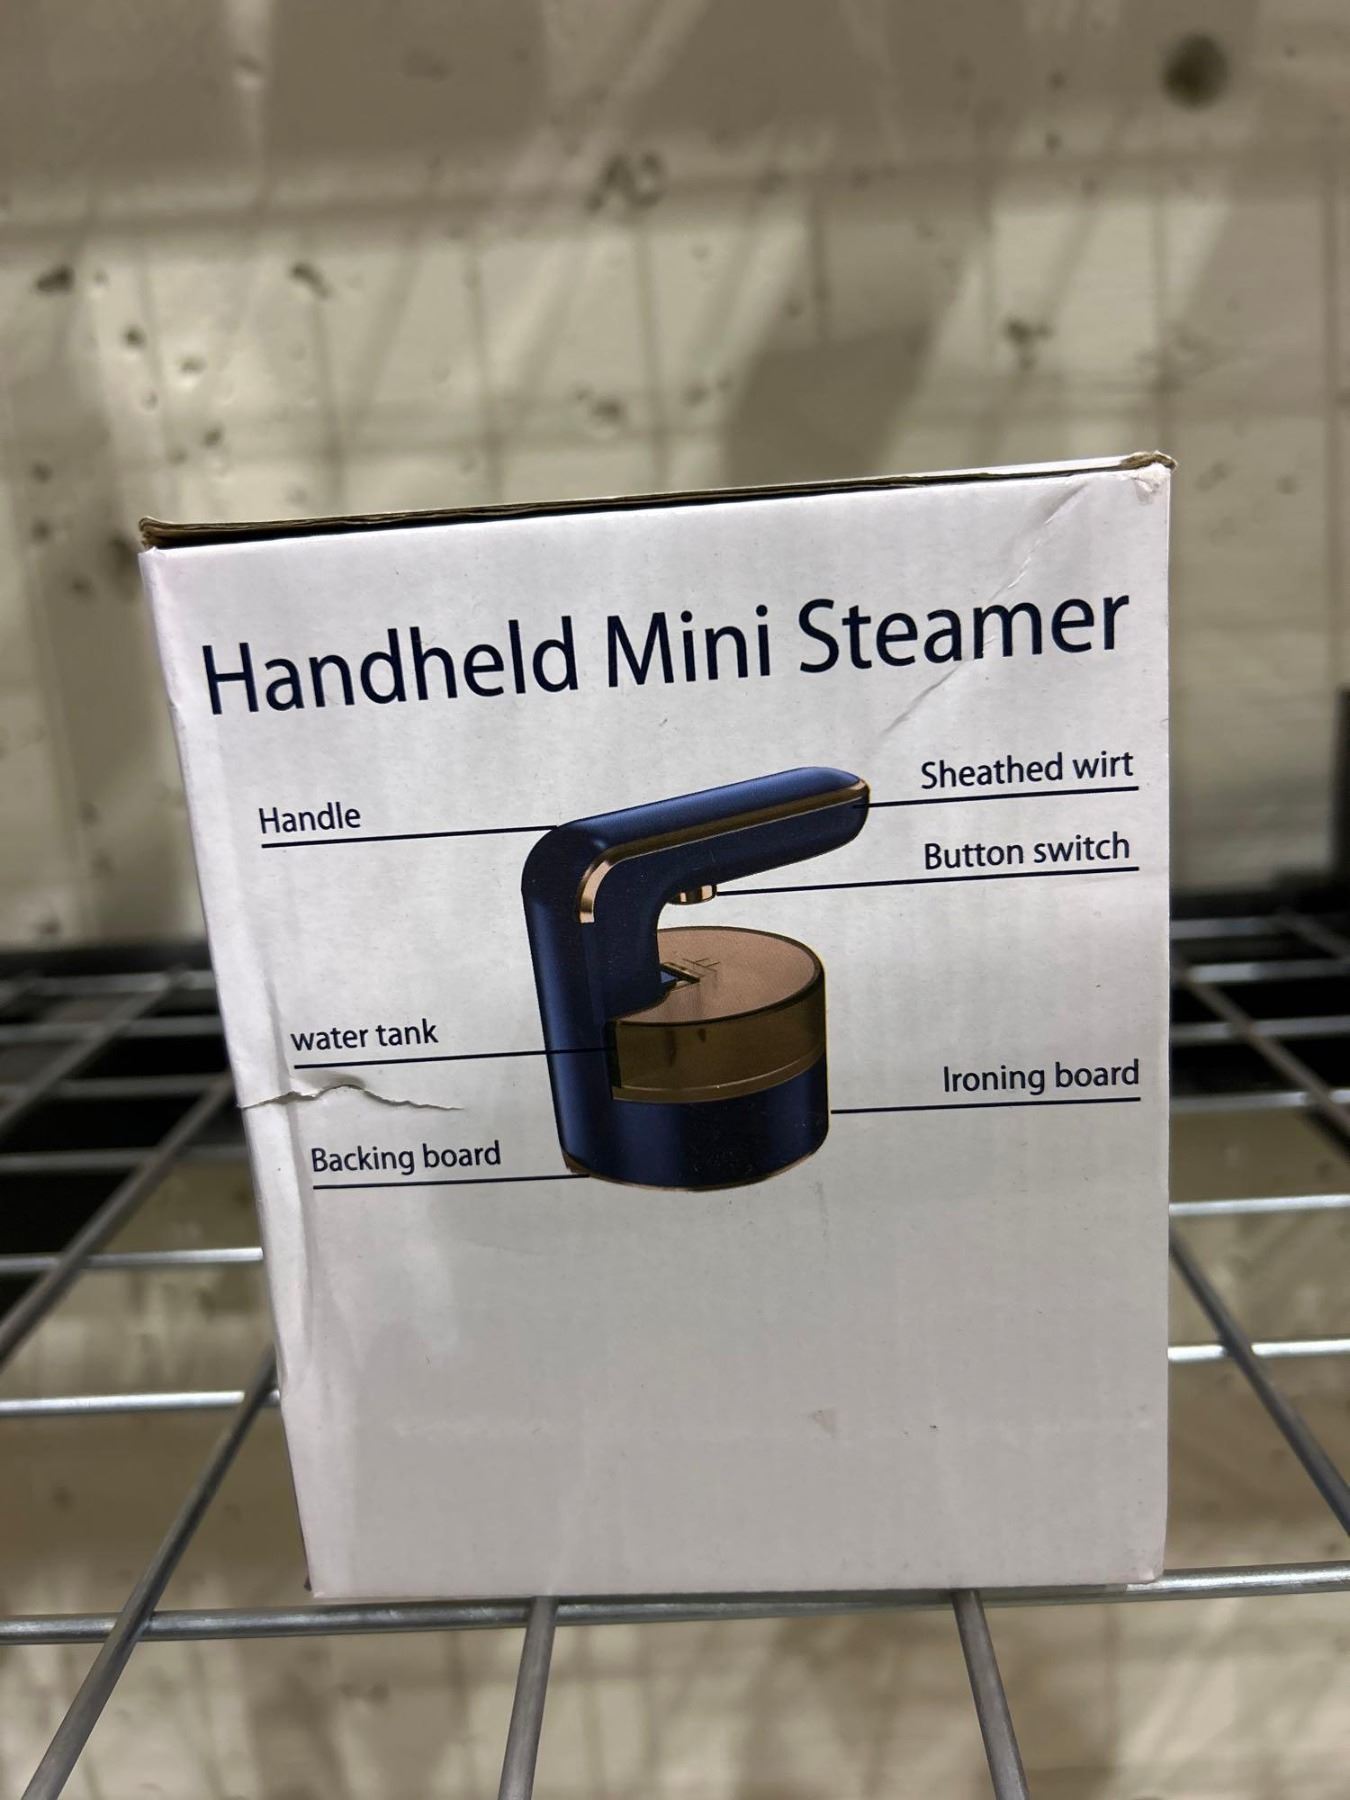 Handheld Mini Steamer
Sheathed wirt
Handle
Button switch
water tank
Ironing board
Backing board